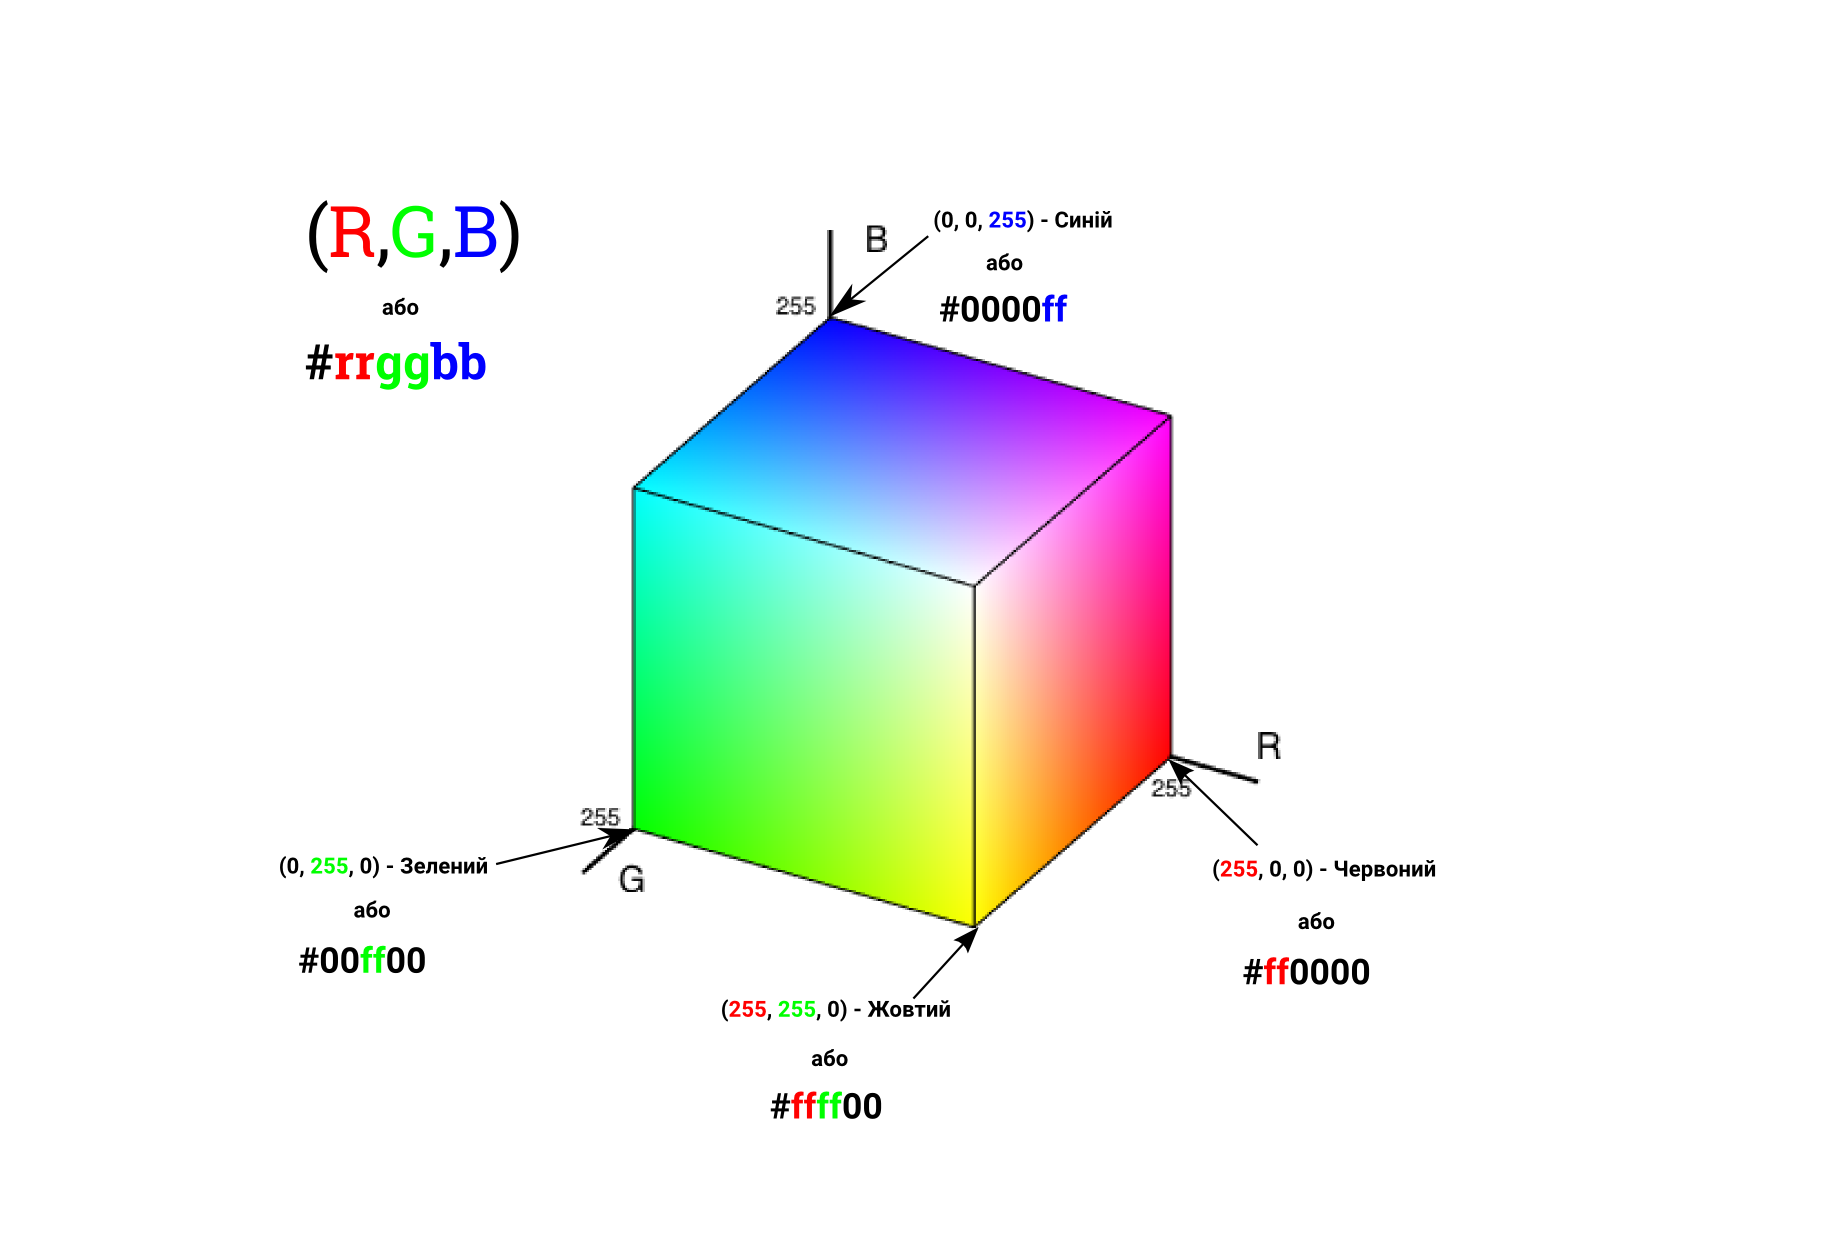 (R,G,B)
або
#rrggbb
B
(0, 0, 255) - Синій
або
#0000ff
255
R
255
(255, 0, 0) - Червоний
або
#ff0000
255
G
(0, 255, 0) - Зелений
або
#00ff00
(255, 255, 0) - Жовтий
або
#ffff00